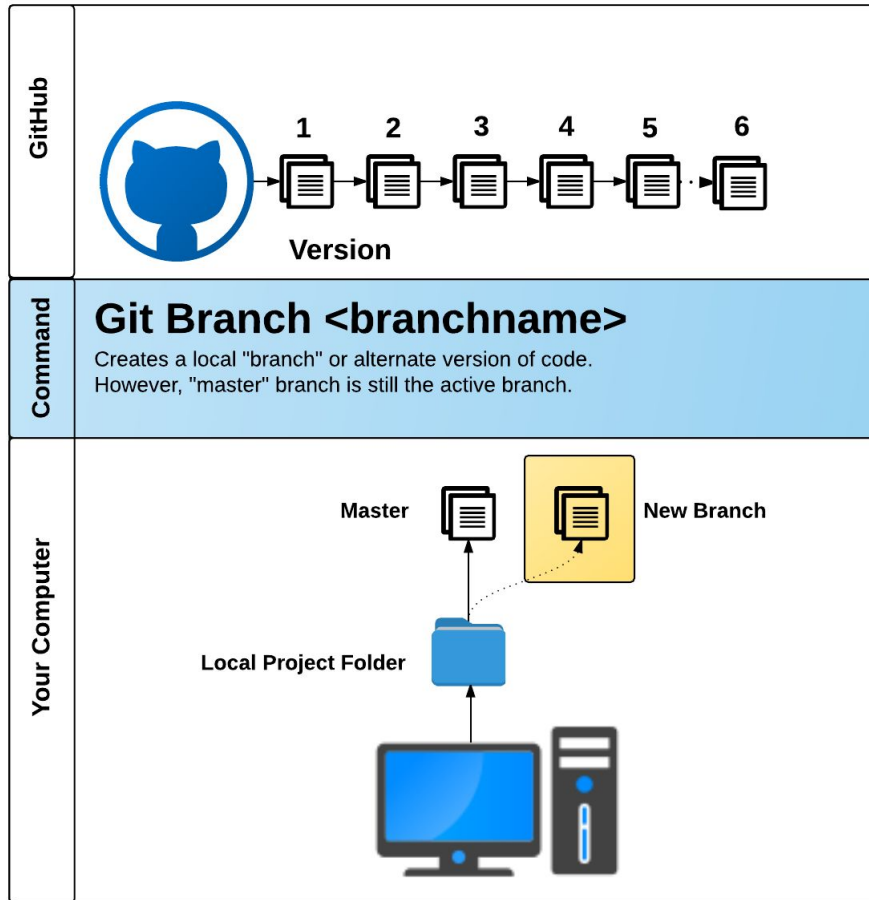 GitHub
1 2 3 4 5 6
Version
Command
Git Branch <branchname>
Creates a local "branch" or alternate version of code.
However, "master" branch is still the active branch.
Your Computer
Master
New Branch
Local Project Folder